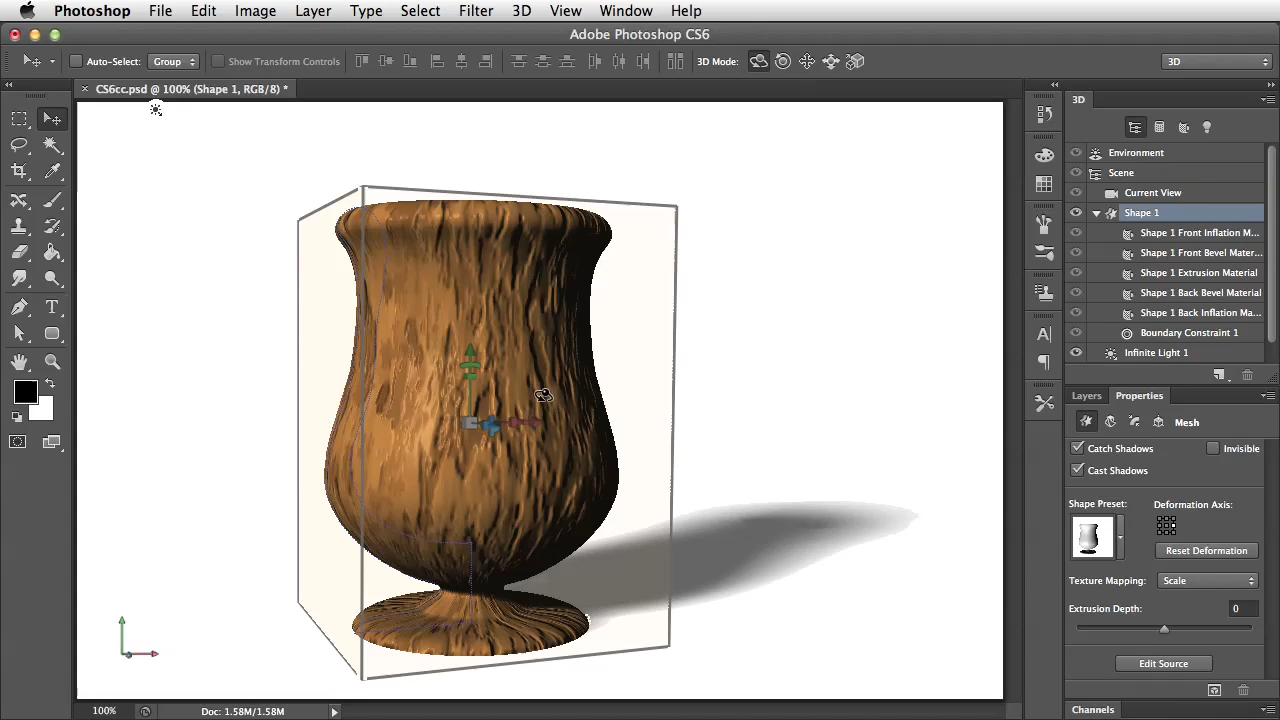 Photoshop File Edit Image Layer Type Select Filter 3D View Window Help
Adobe Photoshop CS6
Auto-Select: Group Show Transform Controls 3D Mode: 3D
CS6cc.psd @ 100% (Shape 1, RGB/8) *
3D
Environment
Scene
Current View
Shape 1
Shape 1 Front Inflation M...
Shape 1 Front Bevel Mater...
Shape 1 Extrusion Material
Shape 1 Back Bevel Material
Shape 1 Back Inflation Ma...
Boundary Constraint 1
Infinite Light 1
Layers Properties
Mesh
Catch Shadows Invisible
Cast Shadows
Shape Preset: Deformation Axis:
Reset Deformation
Texture Mapping: Scale
Extrusion Depth: 0
Edit Source
Channels
100% Doc: 1.58M/1.58M